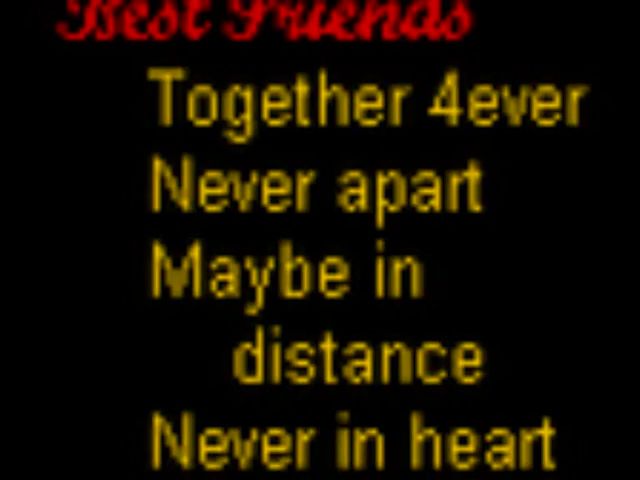 Best Friends
Together 4ever
Never apart
Maybe in
distance
Never in heart